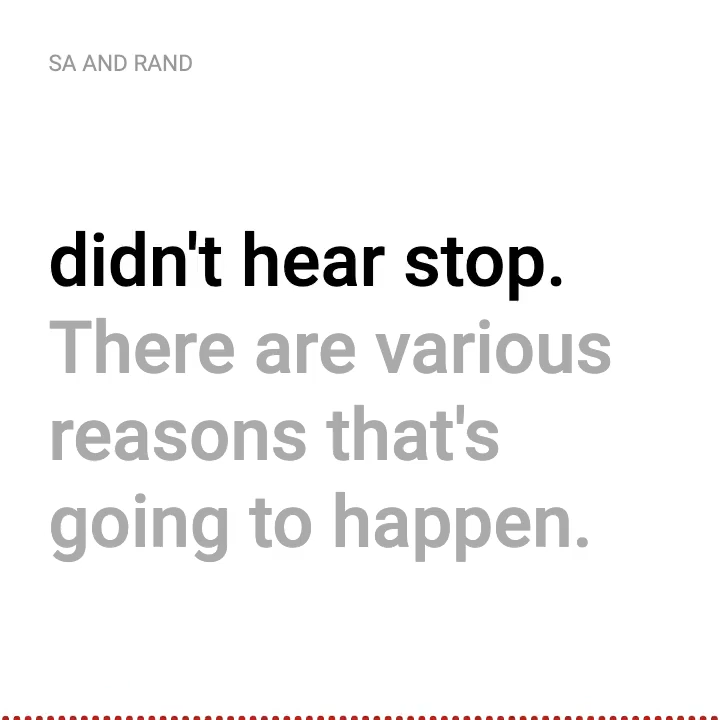 SA AND RAND
didn't hear stop.
There are various
reasons that's
going to happen.